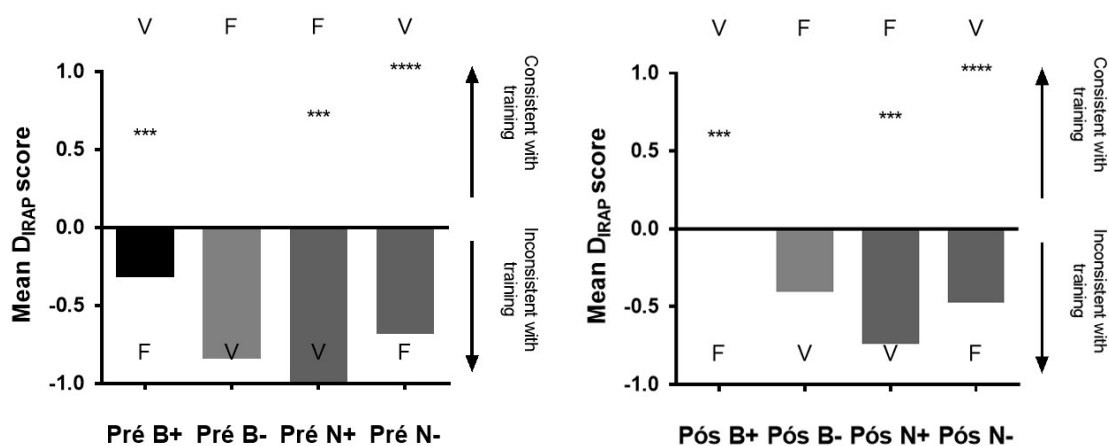 V F F V
****
1.0
***
***
0.5
0.0
-0.5
F V V F
-1.0
Pré B+ Pré B- Pré N+ Pré N-
Mean DIRAP score
Consistent with
training
Inconsistent with
training
V F F V
****
1.0
***
***
0.5
0.0
-0.5
F V V F
-1.0
Pós B+ Pós B- Pós N+ Pós N-
Mean DIRAP score
Consistent with
training
Inconsistent with
training